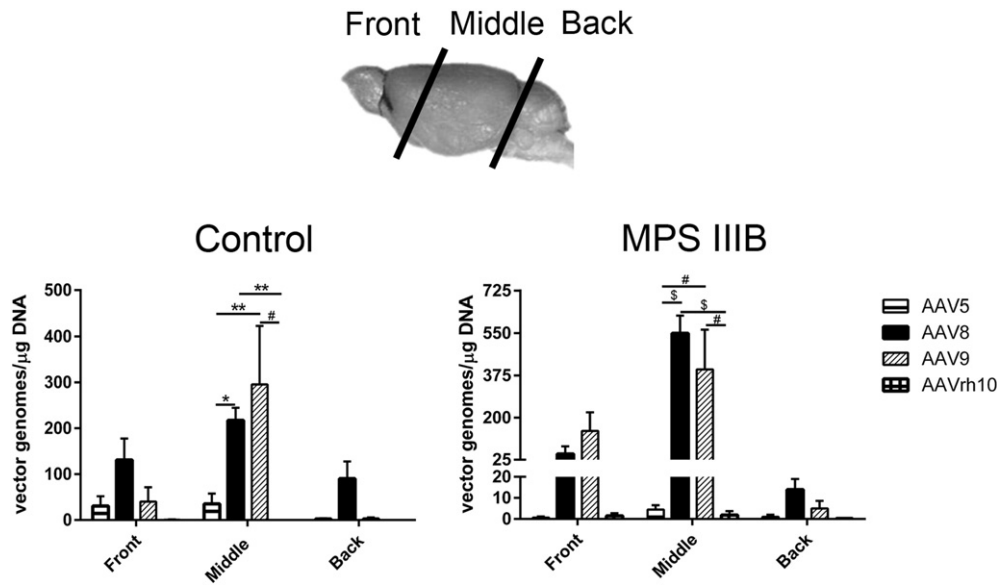 Front Middle Back
Control
MPS IIIB
vector genomes/µg DNA
500
400
300
200
100
0
**
**
#
*
Front
Middle
Back
vector genomes/µg DNA
725
550
375
200
25
20
10
0
#
$
$
#
Front
Middle
Back
AAV5
AAV8
AAV9
AAVrh10